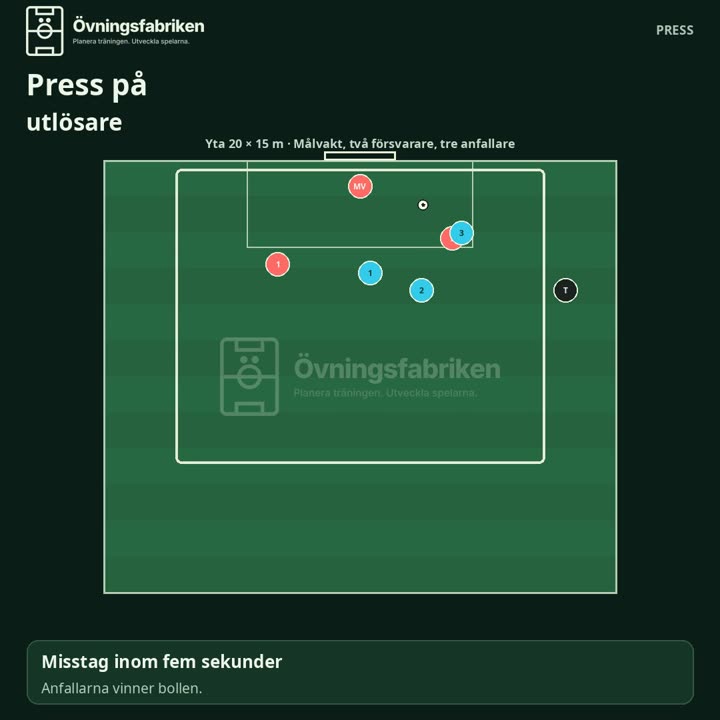 Övningsfabriken
Planera träningen. Utveckla spelarna.
PRESS
Press på
utlösare
Yta 20 × 15 m · Målvakt, två försvarare, tre anfallare
MV
3
1
1
2
T
Övningsfabriken
Planera träningen. Utveckla spelarna.
Misstag inom fem sekunder
Anfallarna vinner bollen.